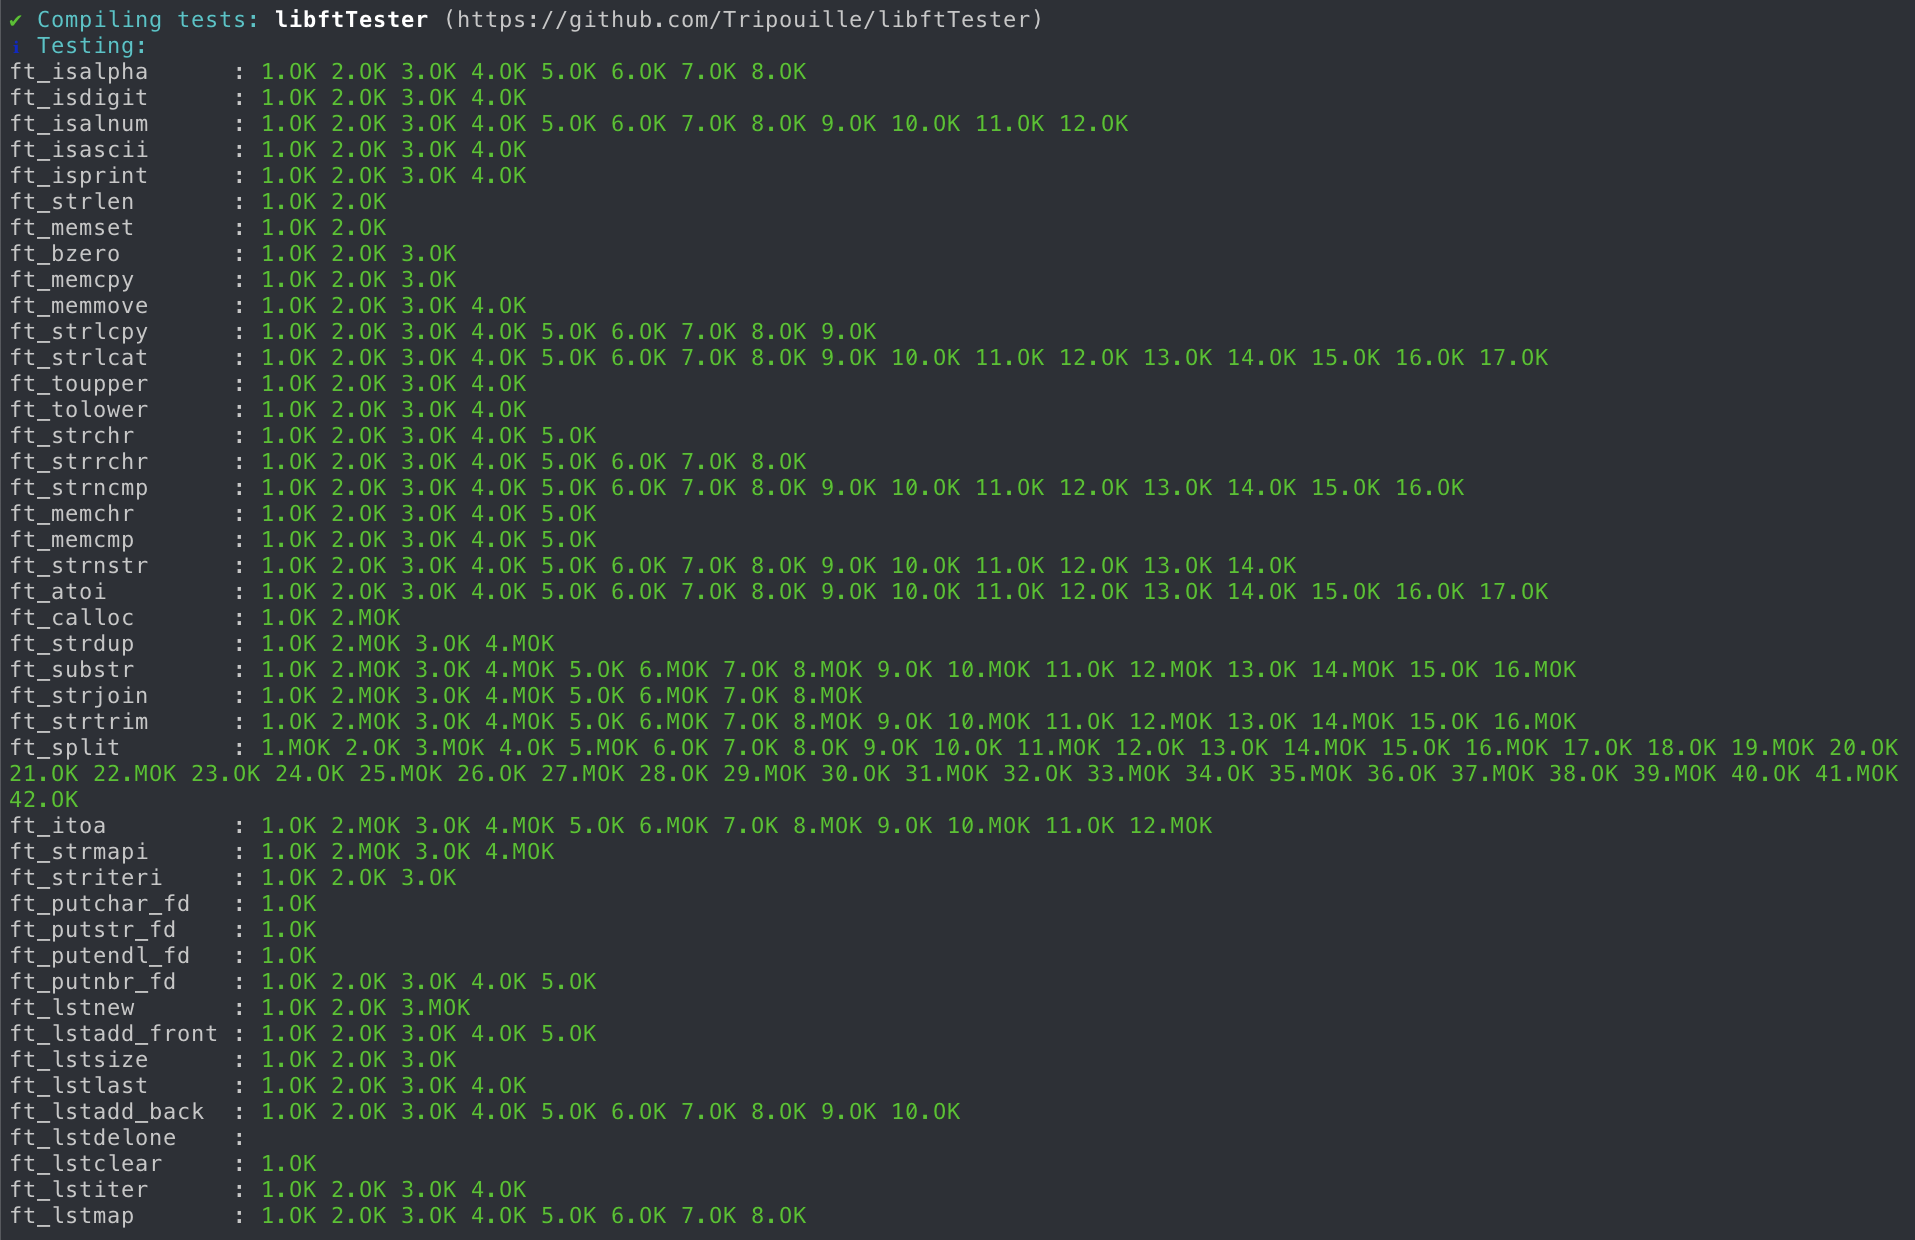 ✔ Compiling tests: libftTester (https://github.com/Tripouille/libftTester)
Testing:
ft_isalpha : 1.OK 2.OK 3.OK 4.OK 5.OK 6.OK 7.OK 8.OK
ft_isdigit : 1.OK 2.OK 3.OK 4.OK
ft_isalnum : 1.OK 2.OK 3.OK 4.OK 5.OK 6.OK 7.OK 8.OK 9.OK 10.OK 11.OK 12.OK
ft_isascii : 1.OK 2.OK 3.OK 4.OK
ft_isprint : 1.OK 2.OK 3.OK 4.OK
ft_strlen : 1.OK 2.OK
ft_memset : 1.OK 2.OK
ft_bzero : 1.OK 2.OK 3.OK
ft_memcpy : 1.OK 2.OK 3.OK
ft_memmove : 1.OK 2.OK 3.OK 4.OK
ft_strlcpy : 1.OK 2.OK 3.OK 4.OK 5.OK 6.OK 7.OK 8.OK 9.OK
ft_strlcat : 1.OK 2.OK 3.OK 4.OK 5.OK 6.OK 7.OK 8.OK 9.OK 10.OK 11.OK 12.OK 13.OK 14.OK 15.OK 16.OK 17.OK
ft_toupper : 1.OK 2.OK 3.OK 4.OK
ft_tolower : 1.OK 2.OK 3.OK 4.OK
ft_strchr : 1.OK 2.OK 3.OK 4.OK 5.OK
ft_strrchr : 1.OK 2.OK 3.OK 4.OK 5.OK 6.OK 7.OK 8.OK
ft_strncmp : 1.OK 2.OK 3.OK 4.OK 5.OK 6.OK 7.OK 8.OK 9.OK 10.OK 11.OK 12.OK 13.OK 14.OK 15.OK 16.OK
ft_memchr : 1.OK 2.OK 3.OK 4.OK 5.OK
ft_memcmp : 1.OK 2.OK 3.OK 4.OK 5.OK
ft_strnstr : 1.OK 2.OK 3.OK 4.OK 5.OK 6.OK 7.OK 8.OK 9.OK 10.OK 11.OK 12.OK 13.OK 14.OK
ft_atoi : 1.OK 2.OK 3.OK 4.OK 5.OK 6.OK 7.OK 8.OK 9.OK 10.OK 11.OK 12.OK 13.OK 14.OK 15.OK 16.OK 17.OK
ft_calloc : 1.OK 2.MOK
ft_strdup : 1.OK 2.MOK 3.OK 4.MOK
ft_substr : 1.OK 2.MOK 3.OK 4.MOK 5.OK 6.MOK 7.OK 8.MOK 9.OK 10.MOK 11.OK 12.MOK 13.OK 14.MOK 15.OK 16.MOK
ft_strjoin : 1.OK 2.MOK 3.OK 4.MOK 5.OK 6.MOK 7.OK 8.MOK
ft_strtrim : 1.OK 2.MOK 3.OK 4.MOK 5.OK 6.MOK 7.OK 8.MOK 9.OK 10.MOK 11.OK 12.MOK 13.OK 14.MOK 15.OK 16.MOK
ft_split : 1.MOK 2.OK 3.MOK 4.OK 5.MOK 6.OK 7.OK 8.OK 9.OK 10.OK 11.MOK 12.OK 13.OK 14.MOK 15.OK 16.MOK 17.OK 18.OK 19.MOK 20.OK
21.OK 22.MOK 23.OK 24.OK 25.MOK 26.OK 27.MOK 28.OK 29.MOK 30.OK 31.MOK 32.OK 33.MOK 34.OK 35.MOK 36.OK 37.MOK 38.OK 39.MOK 40.OK 41.MOK
42.OK
ft_itoa : 1.OK 2.MOK 3.OK 4.MOK 5.OK 6.MOK 7.OK 8.MOK 9.OK 10.MOK 11.OK 12.MOK
ft_strmapi : 1.OK 2.MOK 3.OK 4.MOK
ft_striteri : 1.OK 2.OK 3.OK
ft_putchar_fd : 1.OK
ft_putstr_fd : 1.OK
ft_putendl_fd : 1.OK
ft_putnbr_fd : 1.OK 2.OK 3.OK 4.OK 5.OK
ft_lstnew : 1.OK 2.OK 3.MOK
ft_lstadd_front : 1.OK 2.OK 3.OK 4.OK 5.OK
ft_lstsize : 1.OK 2.OK 3.OK
ft_lstlast : 1.OK 2.OK 3.OK 4.OK
ft_lstadd_back : 1.OK 2.OK 3.OK 4.OK 5.OK 6.OK 7.OK 8.OK 9.OK 10.OK
ft_lstdelone :
ft_lstclear : 1.OK
ft_lstiter : 1.OK 2.OK 3.OK 4.OK
ft_lstmap : 1.OK 2.OK 3.OK 4.OK 5.OK 6.OK 7.OK 8.OK